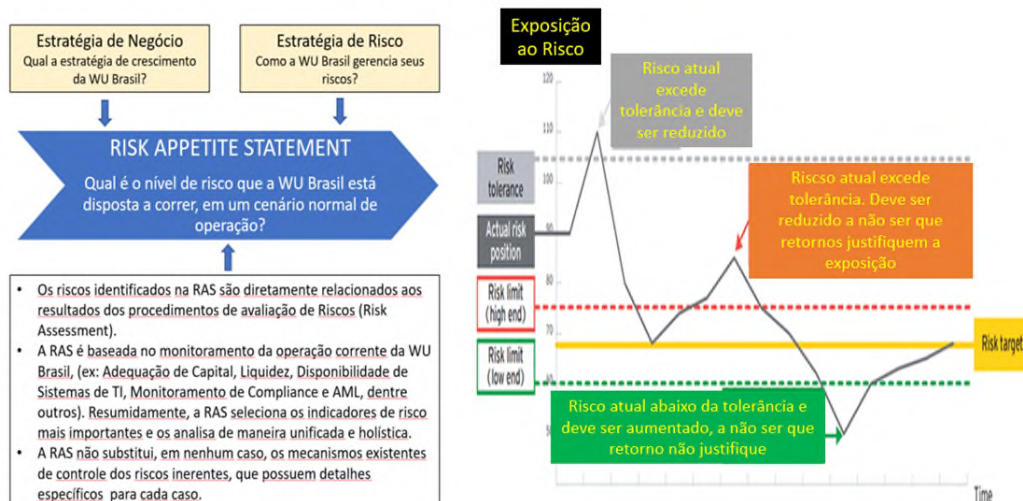 Estratégia de Negócio
Qual a estratégia de crescimento
da WU Brasil?
Estratégia de Risco
Como a WU Brasil gerencia seus
riscos?
RISK APPETITE STATEMENT
Qual é o nível de risco que a WU Brasil está
disposta a correr, em um cenário normal de
operação?
• Os riscos identificados na RAS são diretamente relacionados aos
resultados dos procedimentos de avaliação de Riscos (Risk
Assessment).
• A RAS é baseada no monitoramento da operação corrente da WU
Brasil, (ex: Adequação de Capital, Liquidez, Disponibilidade de
Sistemas de TI, Monitoramento de Compliance e AML, dentre
outros). Resumidamente, a RAS seleciona os indicadores de risco
mais importantes e os analisa de maneira unificada e holística.
• A RAS não substitui, em nenhum caso, os mecanismos existentes
de controle dos riscos inerentes, que possuem detalhes
específicos para cada caso.
Exposição
ao Risco
120
110
100
90
80
70
60
Risco atual
excede
tolerância e deve
ser reduzido
Risk
tolerance
Actual risk
position
Riscso atual excede
tolerância. Deve ser
reduzido a não ser que
retornos justifiquem a
exposição
Risk limit
(high end)
Risk target
Risk limit
(low end)
Risco atual abaixo da tolerância e
deve ser aumentado, a não ser que
retorno não justifique
Time